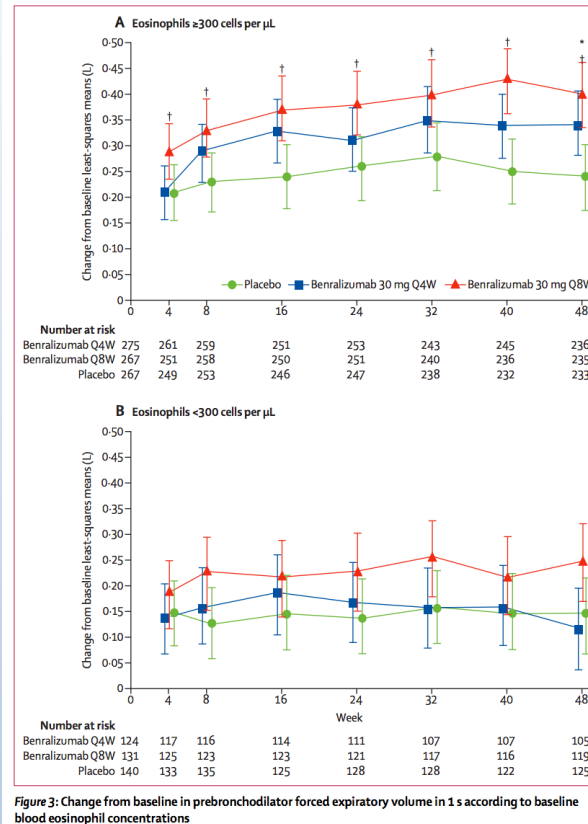 A Eosinophils ≥300 cells per μL
Change from baseline least-squares means (L)
0·50
0·45
0·40
0·35
0·30
0·25
0·20
0·15
0·10
0·05
0
† † † † † † * †
Placebo Benralizumab 30 mg Q4W Benralizumab 30 mg Q8W
0 4 8 16 24 32 40 48
Number at risk
Benralizumab Q4W 275 261 259 251 253 243 245 236
Benralizumab Q8W 267 251 258 250 251 240 236 235
Placebo 267 249 253 246 247 238 232 233
B Eosinophils <300 cells per μL
Change from baseline least-squares means (L)
0·50
0·45
0·40
0·35
0·30
0·25
0·20
0·15
0·10
0·05
0
0 4 8 16 24 32 40 48
Week
Number at risk
Benralizumab Q4W 124 117 116 114 111 107 107 105
Benralizumab Q8W 131 125 123 123 121 117 116 119
Placebo 140 133 135 125 128 128 122 125
Figure 3: Change from baseline in prebronchodilator forced expiratory volume in 1 s according to baseline
blood eosinophil concentrations